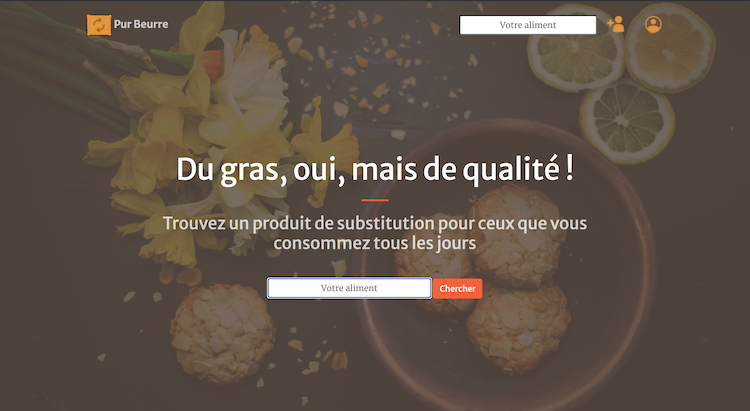 Pur Beurre
Votre aliment
Du gras, oui, mais de qualité !
Trouvez un produit de substitution pour ceux que vous
consommez tous les jours
Votre aliment
Chercher